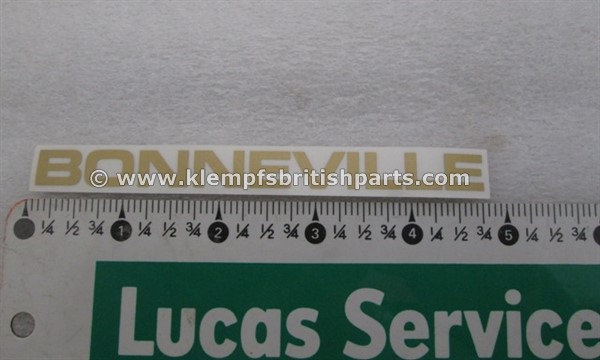 BONNEVILLE
© www.klempfsbritishparts.com
¼ ½ ¾ 1 ¼ ½ ¾ 2 ¼ ½ ¾ 3 ¼ ½ ¾ 4 ¼ ½ ¾ 5 ¼ ½ ¾
Lucas Service